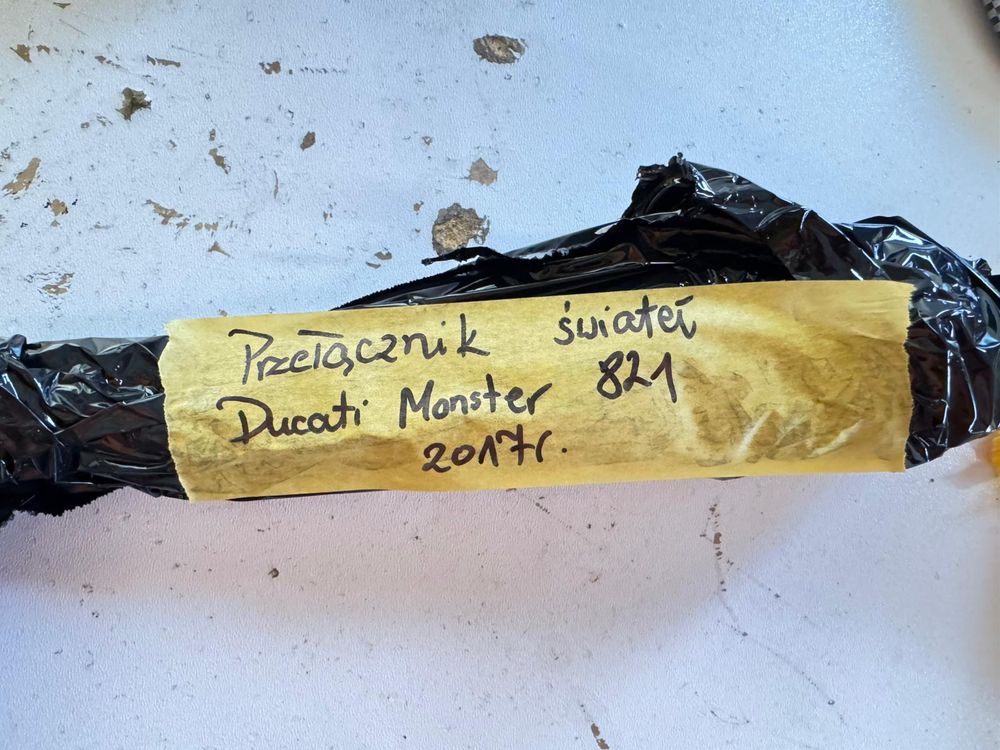 Przełącznik świateł
Ducati Monster 821
2017r.